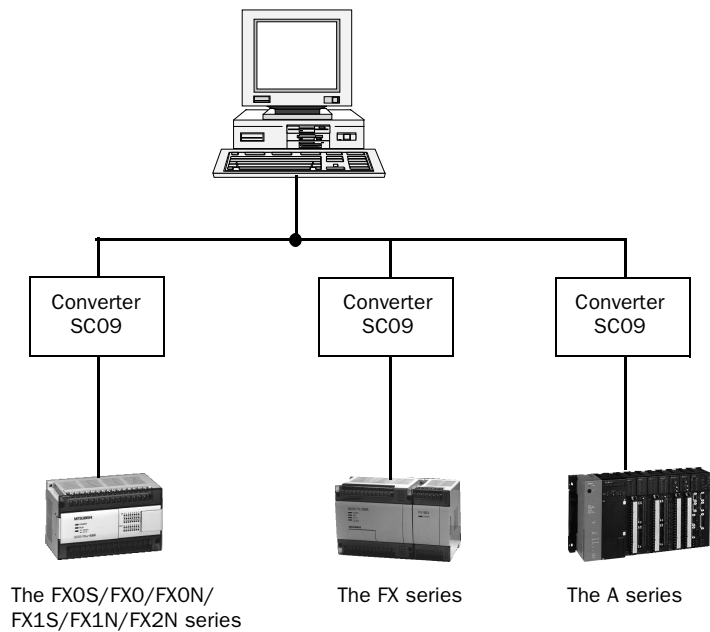 Converter
SC09
Converter
SC09
Converter
SC09
MITSUBISHI
The FX0S/FX0/FX0N/
FX1S/FX1N/FX2N series
The FX series
The A series